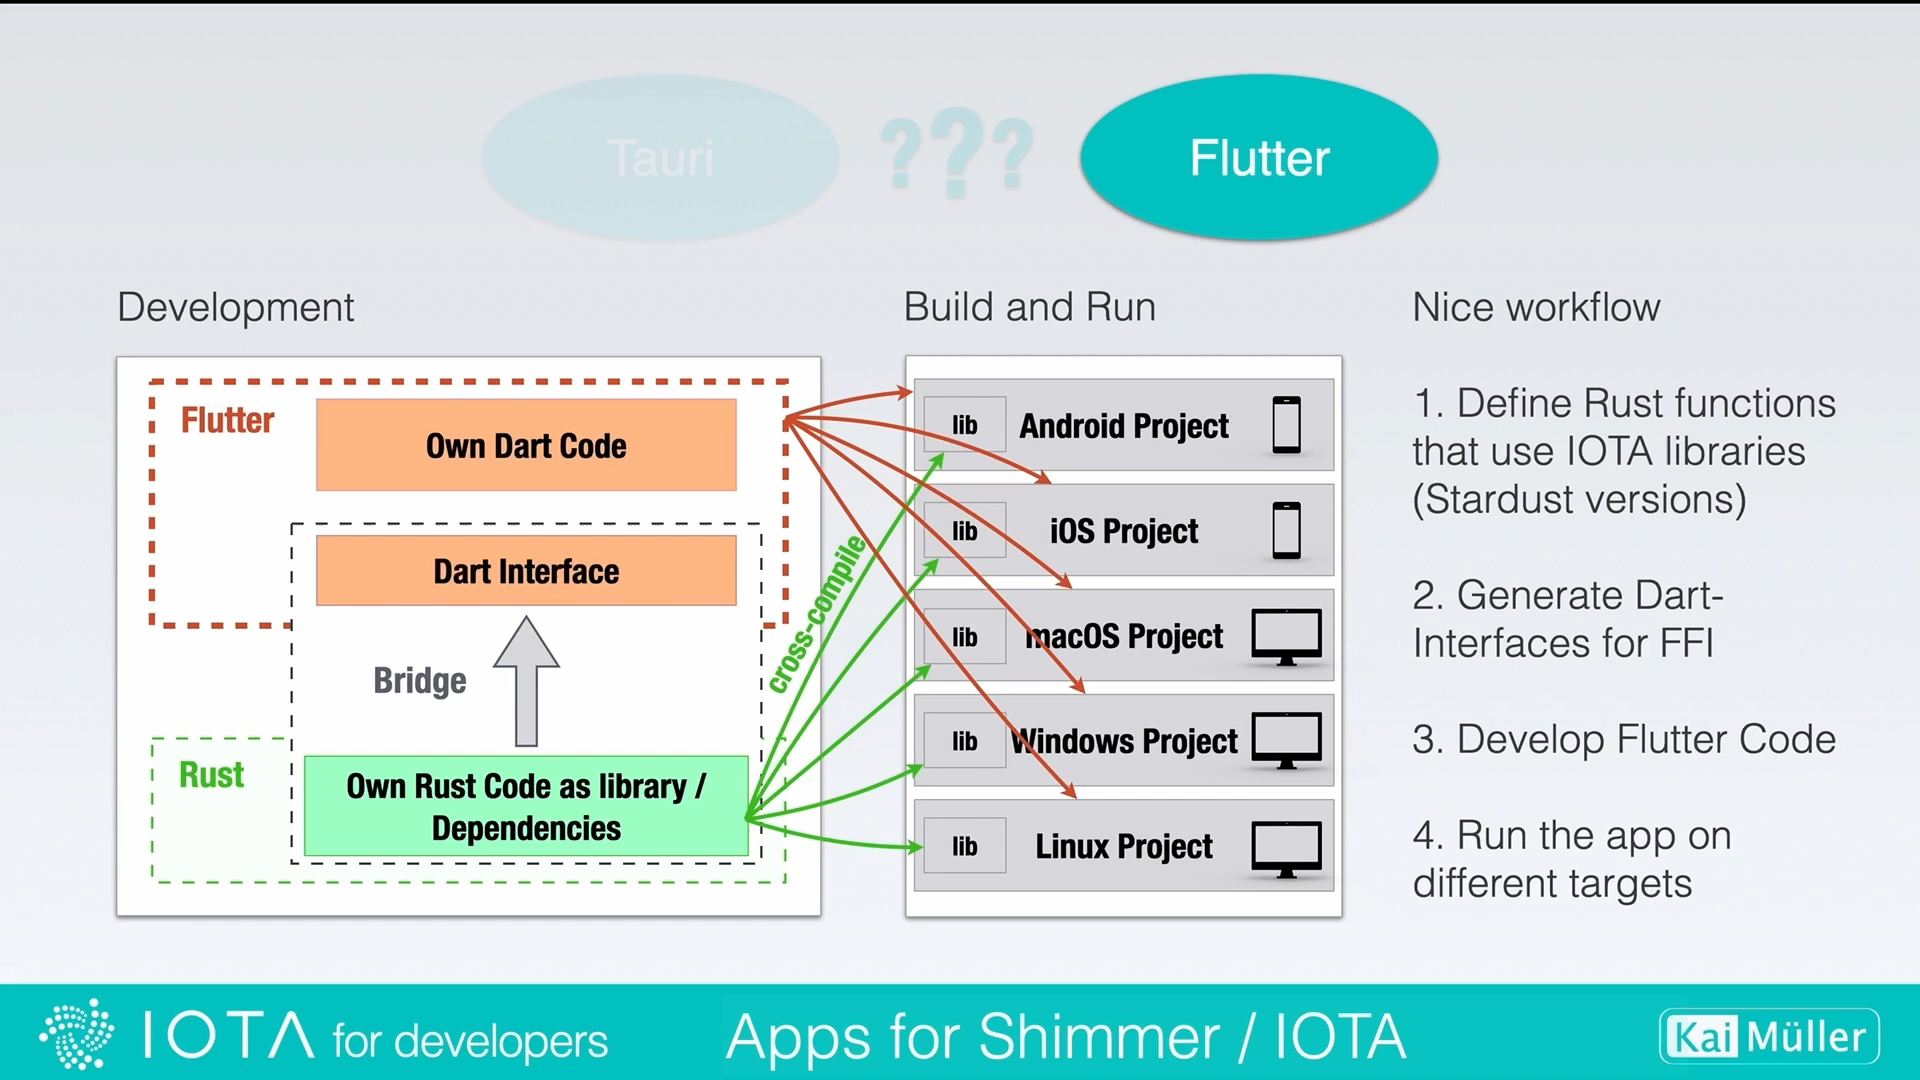 Tauri
???
Flutter
Development
Build and Run
Nice workflow
Flutter
Own Dart Code
Dart Interface
Bridge
Rust
Own Rust Code as library /
Dependencies
cross-compile
lib
Android Project
lib
iOS Project
lib
macOS Project
lib
Windows Project
lib
Linux Project
1. Define Rust functions
that use IOTA libraries
(Stardust versions)
2. Generate Dart-
Interfaces for FFI
3. Develop Flutter Code
4. Run the app on
different targets
IOTA for developers
Apps for Shimmer / IOTA
Kai Müller